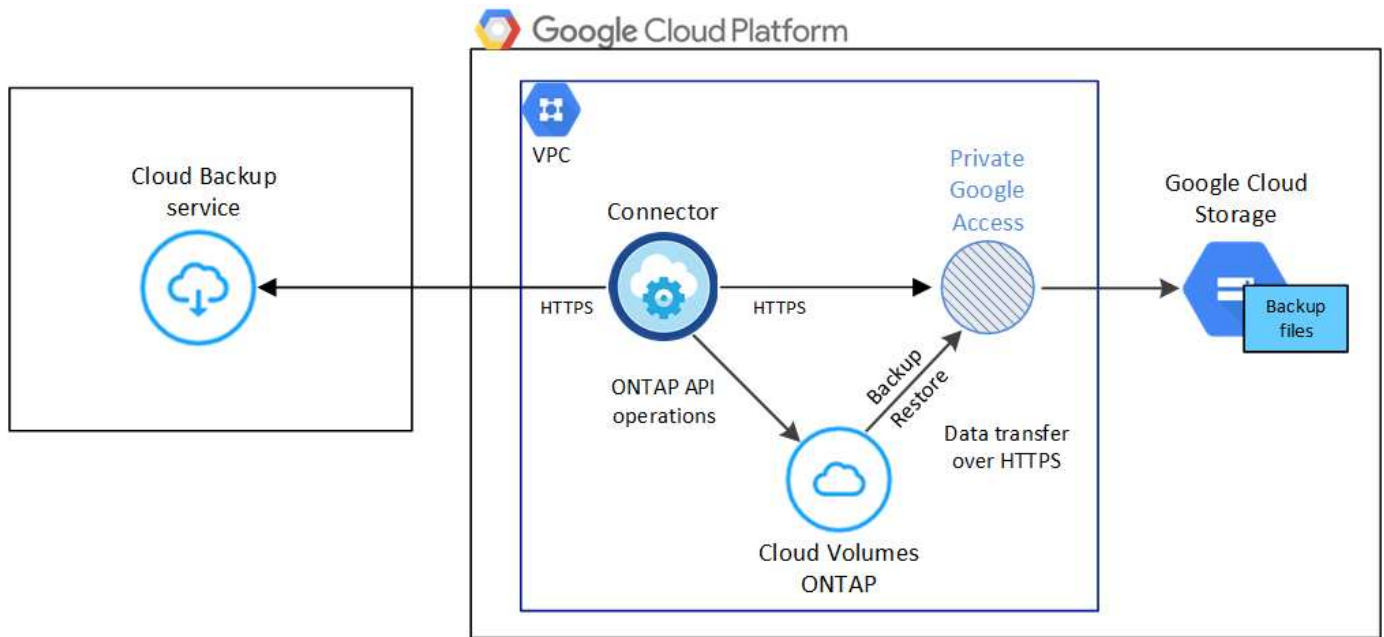 Google Cloud Platform
VPC
Cloud Backup
service
Connector
Private
Google
Access
Google Cloud
Storage
HTTPS
HTTPS
Backup
files
ONTAP API
operations
Backup
Restore
Data transfer
over HTTPS
Cloud Volumes
ONTAP